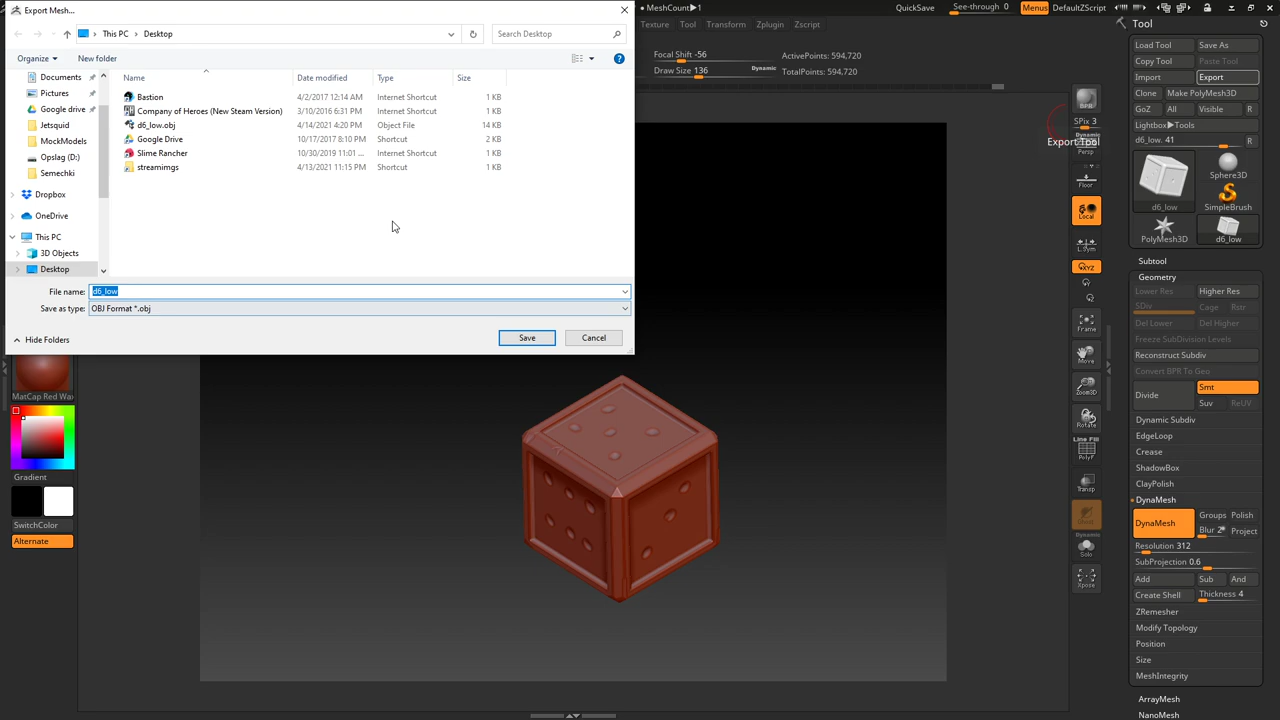 Export Mesh...
This PC
Desktop
Search Desktop
Organize
New folder
Documents
Pictures
Google drive
Jetsquid
MockModels
Opslag (D:)
Semechki
Dropbox
OneDrive
This PC
3D Objects
Desktop
Name Date modified Type Size
Bastion 4/2/2017 12:14 AM Internet Shortcut 1 KB
Company of Heroes (New Steam Version) 3/10/2016 6:31 PM Internet Shortcut 1 KB
d6_low.obj 4/14/2021 4:20 PM Object File 14 KB
Google Drive 10/17/2017 8:10 PM Shortcut 2 KB
Slime Rancher 10/30/2019 11:01 ... Internet Shortcut 1 KB
streamimgs 4/13/2021 11:15 PM Shortcut 1 KB
File name: d6_low
Save as type: OBJ Format *.obj
Hide Folders
Save
Cancel
MeshCount 1
QuickSave
See-through 0
Menus
DefaultZScript
Texture Tool Transform Zplugin Zscript
Focal Shift -56
Draw Size 136
Dynamic
ActivePoints: 594,720
TotalPoints: 594,720
MatCap Red Wa
Gradient
SwitchColor
Alternate
BPR
SPix 3
Dynamic
Persp
Export Tool
Floor
Local
L.Sym
XYZ
Frame
Move
Zoom3D
Rotate
Line Fill
PolyF
Transp
Dynamic
Solo
Xpose
Tool
Load Tool
Save As
Copy Tool
Paste Tool
Import
Export
Clone
Make PolyMesh3D
GoZ
All
Visible
R
Lightbox Tools
d6_low. 41
R
d6_low
Sphere3D
SimpleBrush
PolyMesh3D
d6_low
Subtool
Geometry
Lower Res
Higher Res
SDiv
Cage
Rstr
Del Lower
Del Higher
Freeze SubDivision Levels
Reconstruct Subdiv
Convert BPR To Geo
Divide
Smt
Suv
ReUV
Dynamic Subdiv
EdgeLoop
Crease
ShadowBox
ClayPolish
DynaMesh
DynaMesh
Groups
Polish
Blur 2
Project
Resolution 312
SubProjection 0.6
Add
Sub
And
Create Shell
Thickness 4
ZRemesher
Modify Topology
Position
Size
MeshIntegrity
ArrayMesh
NanoMesh